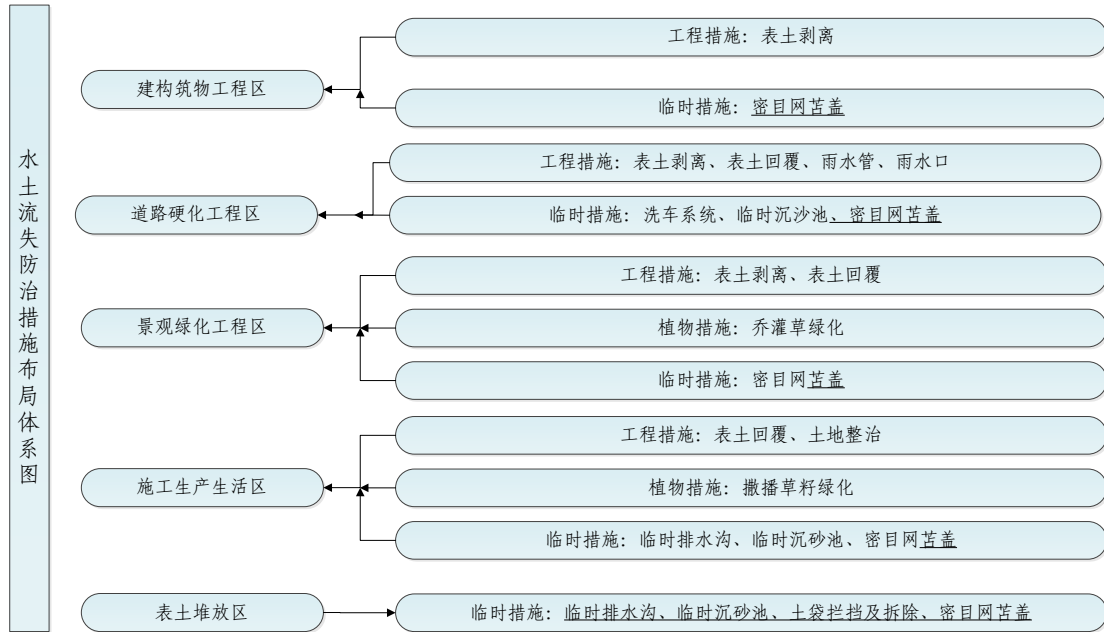 水土流失防治措施布局体系图
建构筑物工程区
工程措施：表土剥离
临时措施：密目网苫盖
道路硬化工程区
工程措施：表土剥离、表土回覆、雨水管、雨水口
临时措施：洗车系统、临时沉沙池、密目网苫盖
景观绿化工程区
工程措施：表土剥离、表土回覆
植物措施：乔灌草绿化
临时措施：密目网苫盖
施工生产生活区
工程措施：表土回覆、土地整治
植物措施：撒播草籽绿化
临时措施：临时排水沟、临时沉砂池、密目网苫盖
表土堆放区
临时措施：临时排水沟、临时沉砂池、土袋拦挡及拆除、密目网苫盖